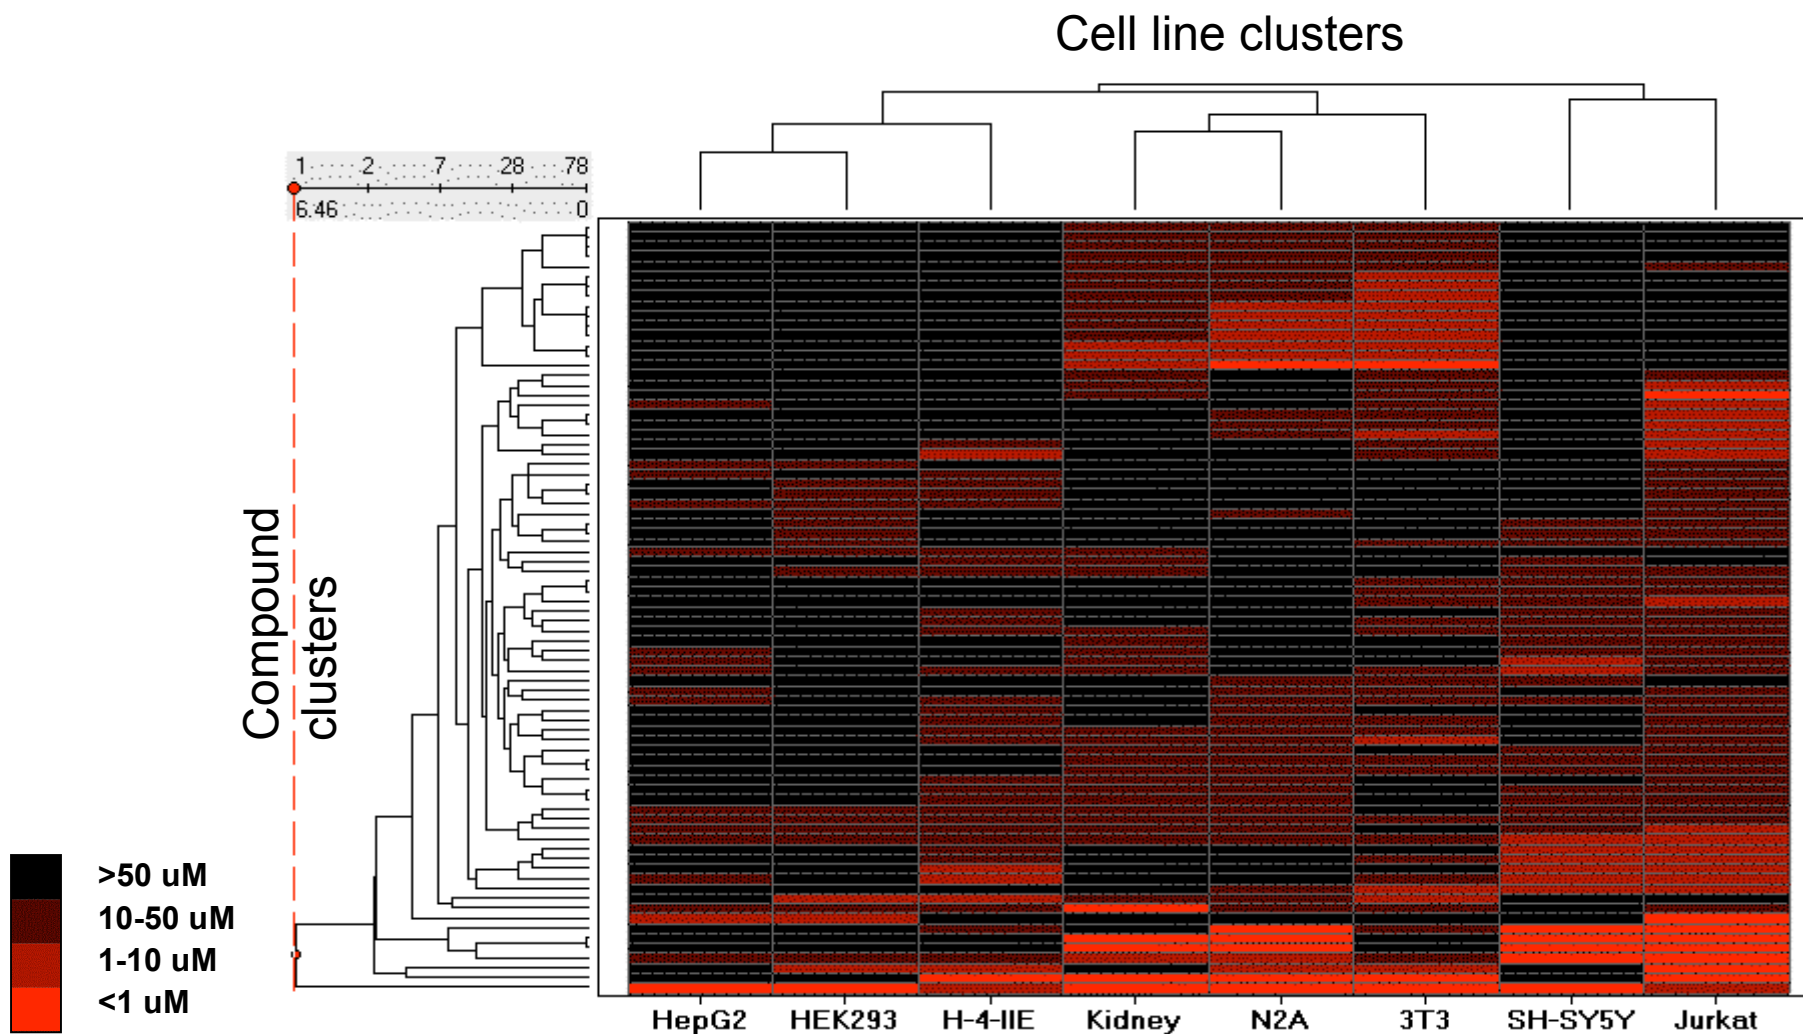 Cell line clusters
1 2 7 28 78
6.46 0
Compound
clusters
>50 uM
10-50 uM
1-10 uM
<1 uM
HepG2 HEK293 H-4-IIE Kidney N2A 3T3 SH-SY5Y Jurkat